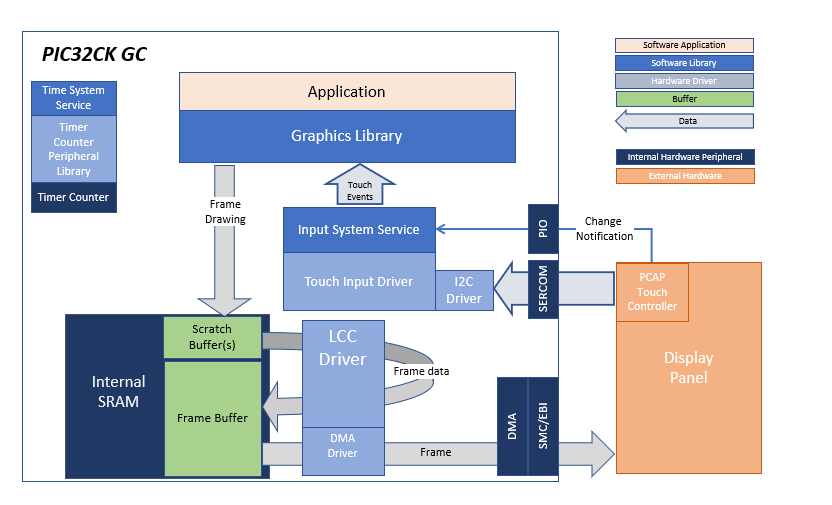 PIC32CK GC
Time System
Service
Timer
Counter
Peripheral
Library
Timer Counter
Application
Graphics Library
Touch
Events
Frame
Drawing
Input System Service
Touch Input Driver
I2C
Driver
PIO
SERCOM
Change
Notification
PCAP
Touch
Controller
Display
Panel
Internal
SRAM
Scratch
Buffer(s)
Frame Buffer
LCC
Driver
Frame data
DMA
Driver
Frame
DMA
SMC/EBI
Software Application
Software Library
Hardware Driver
Buffer
Data
Internal Hardware Peripheral
External Hardware